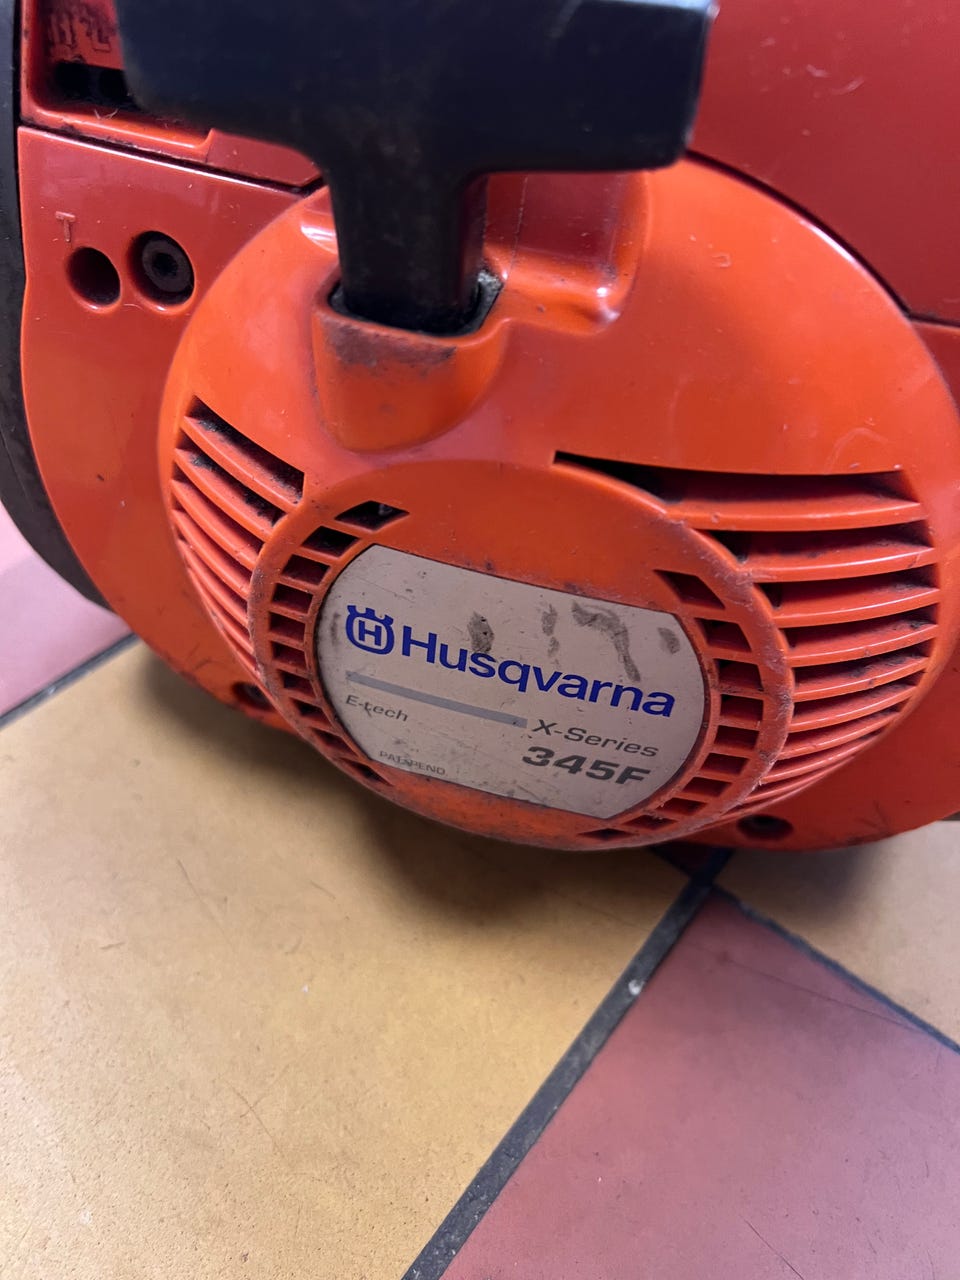 T
H
Husqvarna
E-tech
X-Series
345F
PAT PEND